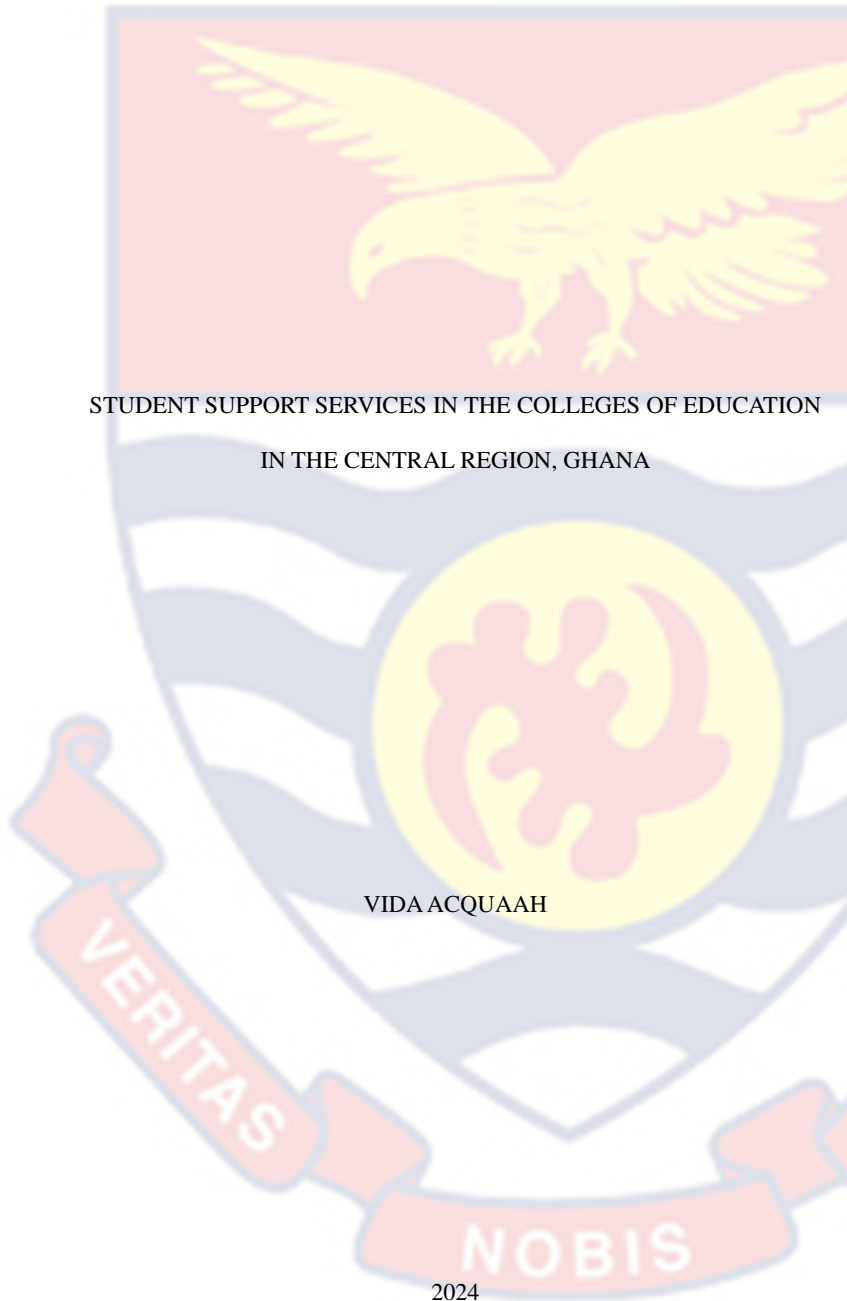 STUDENT SUPPORT SERVICES IN THE COLLEGES OF EDUCATION
IN THE CENTRAL REGION, GHANA
VIDA ACQUAAH
VERITAS
NOBIS
2024